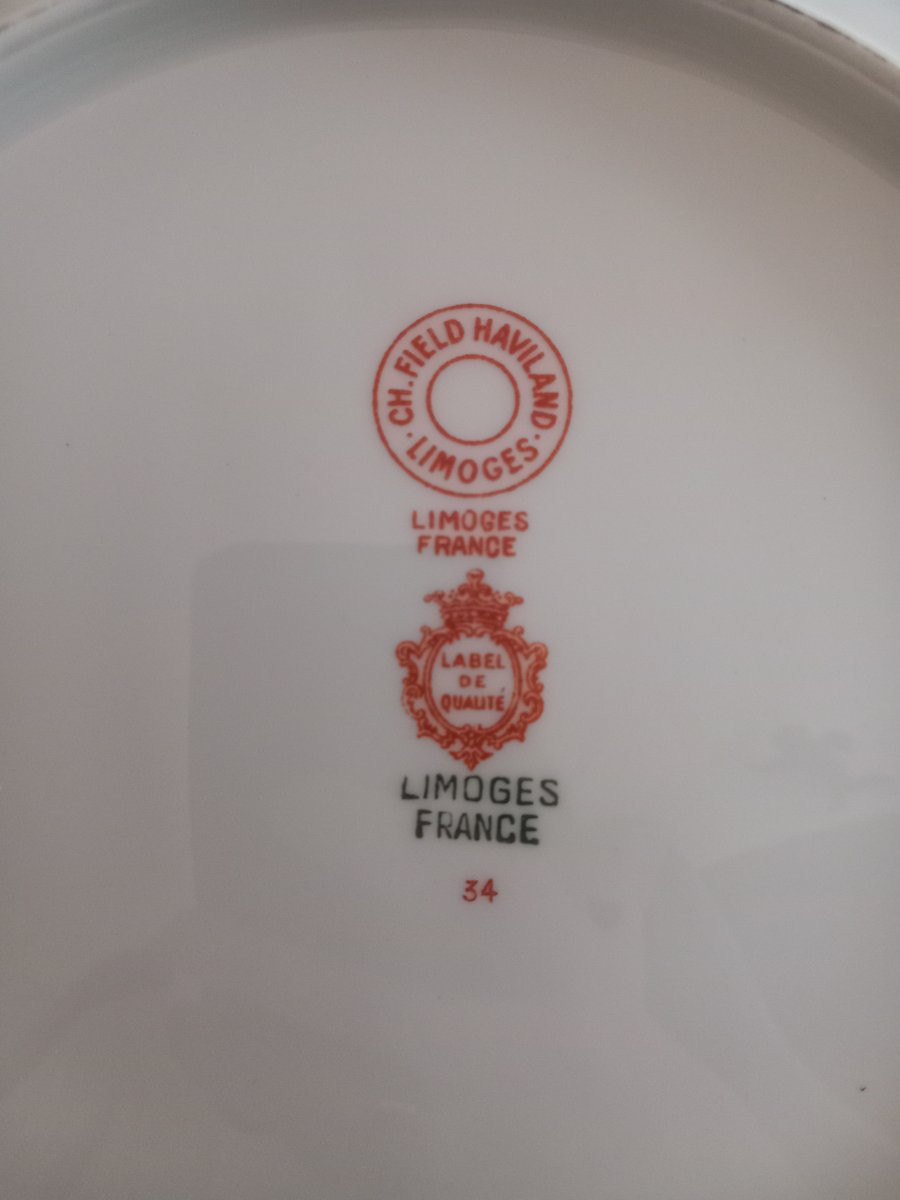 CH. FIELD HAVILAND
· LIMOGES ·
LIMOGES
FRANCE
LABEL
DE
QUALITÉ
LIMOGES
FRANCE
34